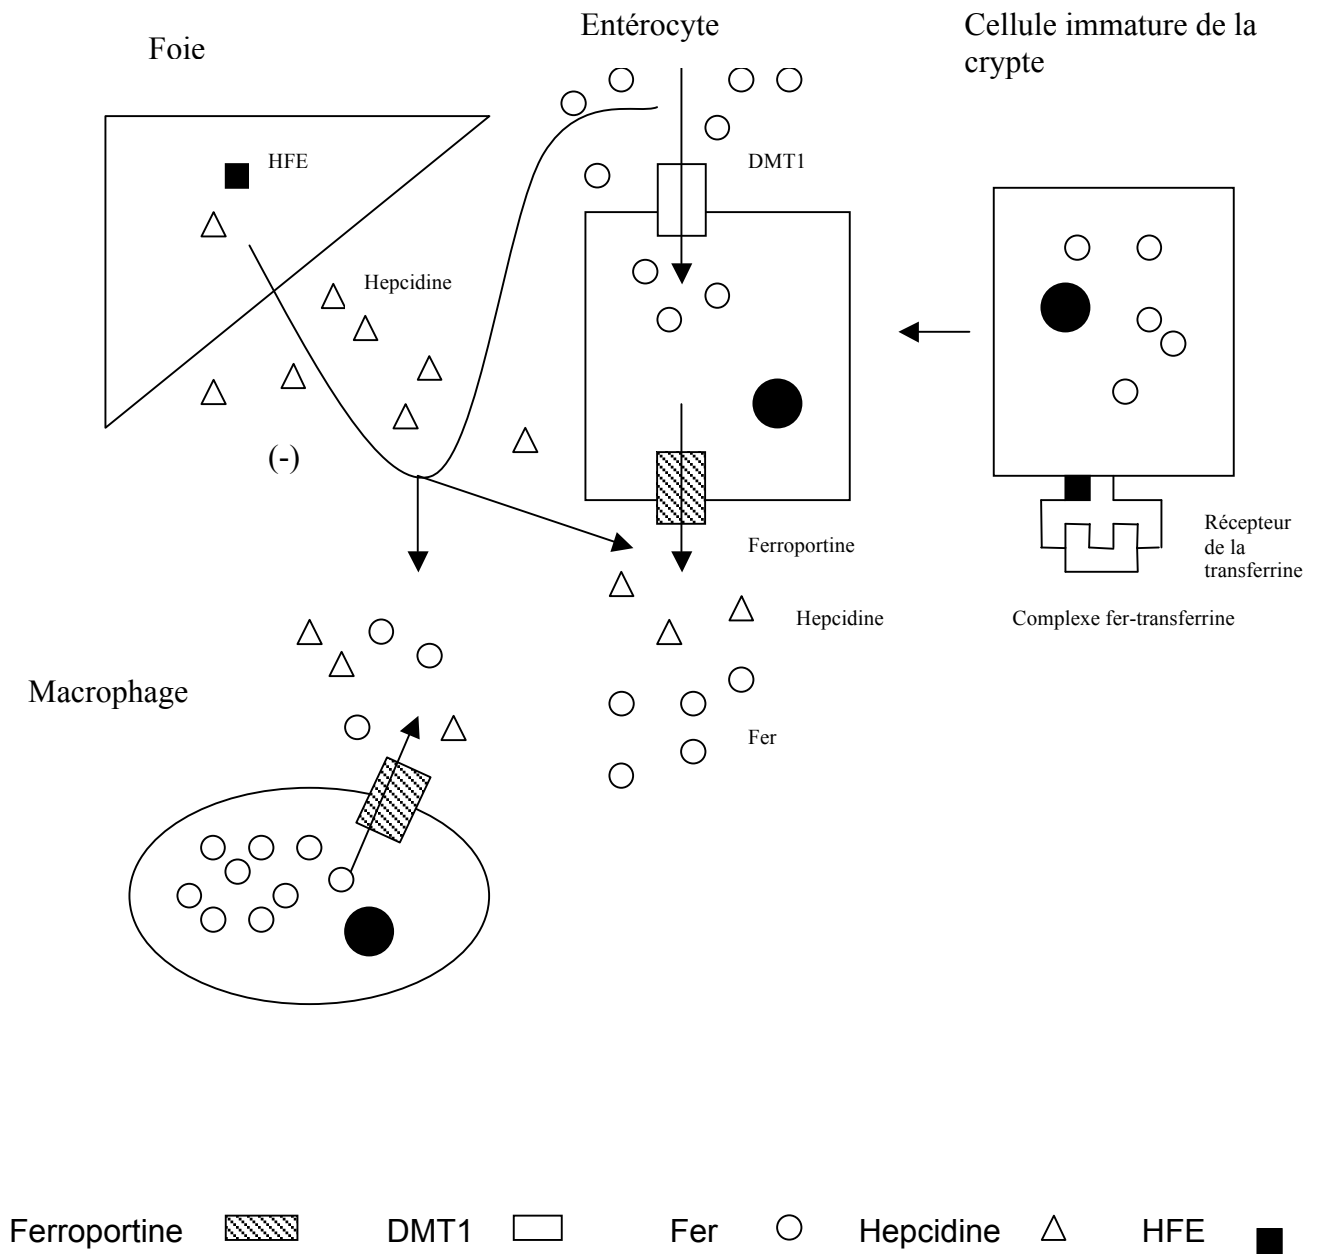 Foie
Entérocyte
Cellule immature de la
crypte
HFE
DMT1
Hepcidine
(-)
Ferroportine
Récepteur
de la
transferrine
Hepcidine
Complexe fer-transferrine
Macrophage
Fer
Ferroportine DMT1 Fer Hepcidine HFE